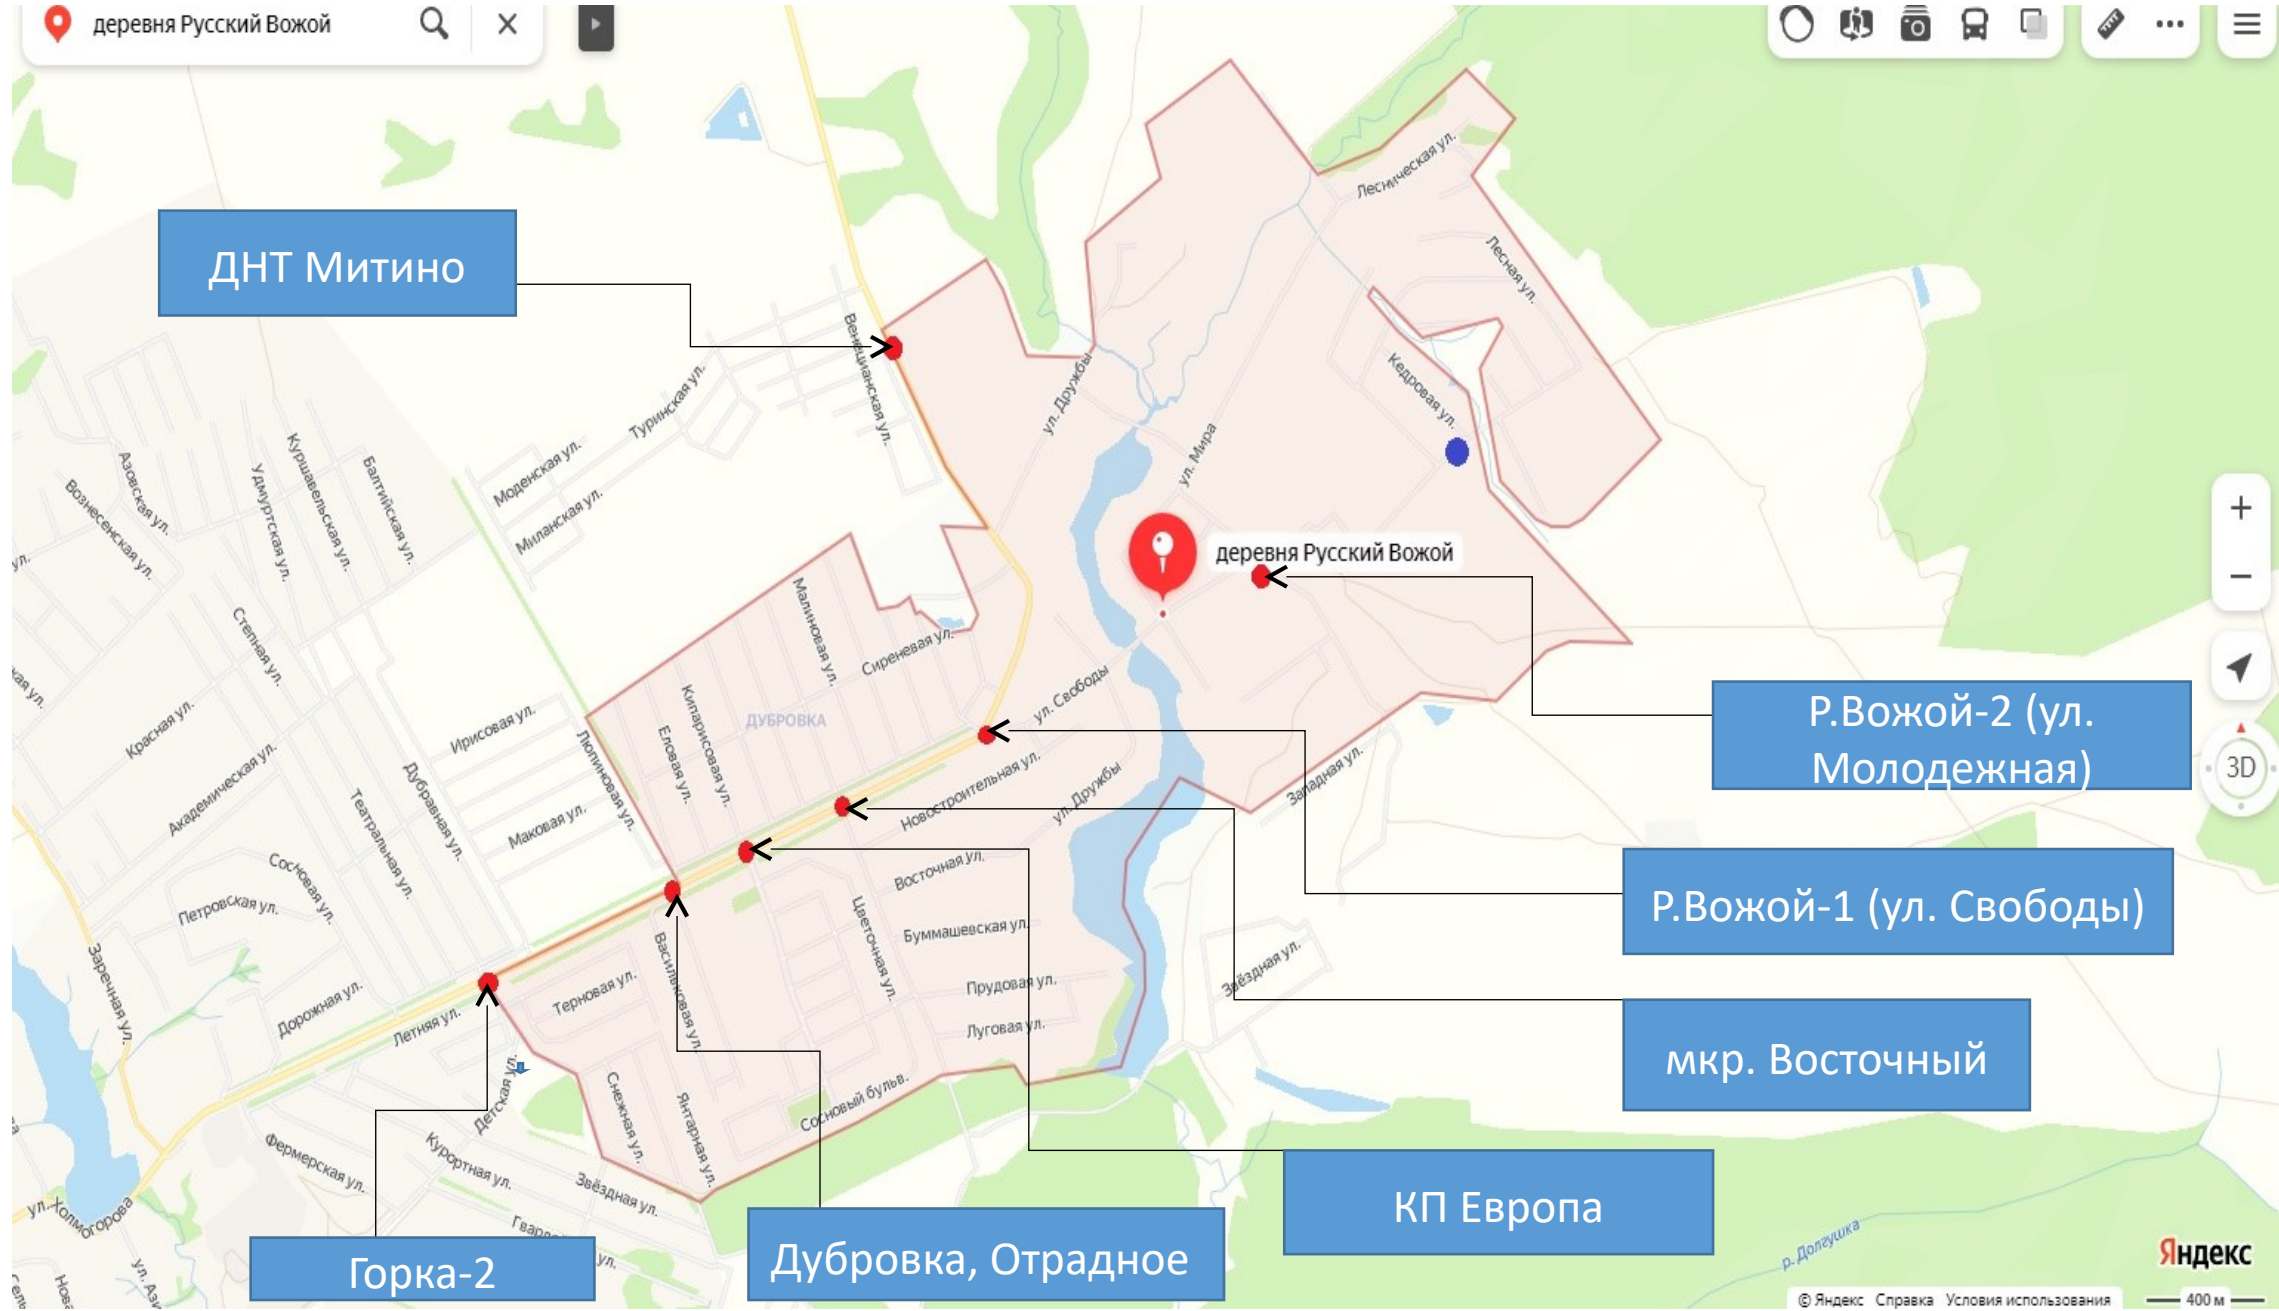 деревня Русский Вожой
Лесническая ул.
Лесная ул.
ДНТ Митино
Венецианская ул.
ул. Дружбы
Кедровая ул.
Туринская ул.
ул. Мира
Моденская ул.
Миланская ул.
Азовская ул.
Вознесенская ул.
Удмуртская ул.
Куршавельская ул.
Балтийская ул.
ул.
деревня Русский Вожой
Малиновая ул.
Сиреневая ул.
Степная ул.
кая ул.
ул. Свободы
Кипарисовая ул.
ДУБРОВКА
Еловая ул.
Люпиновая ул.
Ирисовая ул.
Красная ул.
Академическая ул.
Дубравная ул.
Театральная ул.
Маковая ул.
Новостроительная ул.
ул. Дружбы
Западная ул.
Р.Вожой-2 (ул.
Молодежная)
3D
Р.Вожой-1 (ул. Свободы)
Восточная ул.
Сосновая ул.
Петровская ул.
Цветочная ул.
Буммашевская ул.
Васильковая ул.
Заречная ул.
Терновая ул.
Прудовая ул.
Звёздная ул.
Дорожная ул.
Летняя ул.
Луговая ул.
мкр. Восточный
Детская ул.
Снежная ул.
Янтарная ул.
Сосновый бульв.
Фермерская ул.
Курортная ул.
Звёздная ул.
КП Европа
ул. Холмогорова
ул.
р. Долгушка
Яндекс
Горка-2
Дубровка, Отрадное
© Яндекс Справка Условия использования
400 м